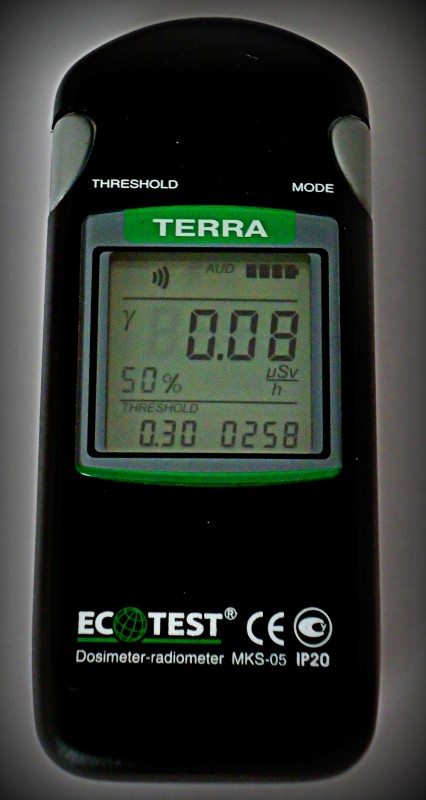 THRESHOLD MODE
TERRA
AUD
γ 0.08
50% µSv/h
THRESHOLD
0.30 0258
ECOTEST® CE
Dosimeter-radiometer MKS-05 IP20